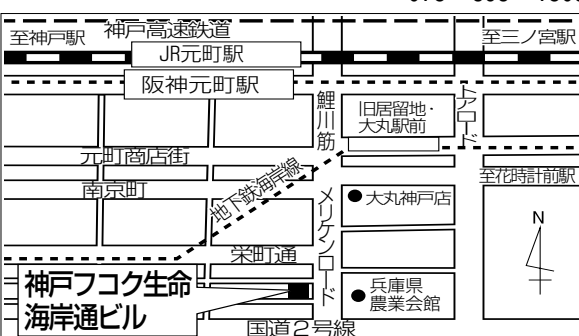 至神戸駅
神戸高速鉄道
至三ノ宮駅
JR元町駅
阪神元町駅
鯉川筋
旧居留地・
大丸駅前
トアロード
元町商店街
南京町
地下鉄海岸線
至花時計前駅
メリケンロード
大丸神戸店
栄町通
N
神戸フコク生命
海岸通ビル
兵庫県
農業会館
国道2号線